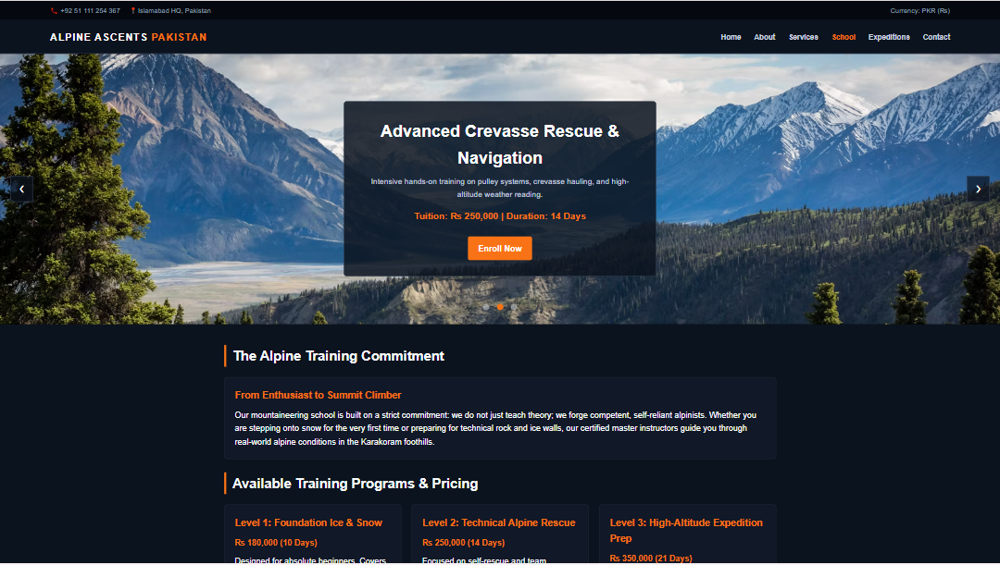 +92 51 111 254 367 Islamabad HQ, Pakistan Currency: PKR (Rs)
ALPINE ASCENTS PAKISTAN Home About Services School Expeditions Contact
Advanced Crevasse Rescue &
Navigation
Intensive hands-on training on pulley systems, crevasse hauling, and high-
altitude weather reading.
Tuition: Rs 250,000 | Duration: 14 Days
Enroll Now
The Alpine Training Commitment
From Enthusiast to Summit Climber
Our mountaineering school is built on a strict commitment: we do not just teach theory; we forge competent, self-reliant alpinists. Whether you
are stepping onto snow for the very first time or preparing for technical rock and ice walls, our certified master instructors guide you through
real-world alpine conditions in the Karakoram foothills.
Available Training Programs & Pricing
Level 1: Foundation Ice & Snow
Rs 180,000 (10 Days)
Designed for absolute beginners. Covers
Level 2: Technical Alpine Rescue
Rs 250,000 (14 Days)
Focused on self-rescue and team
Level 3: High-Altitude Expedition
Prep
Rs 350,000 (21 Days)